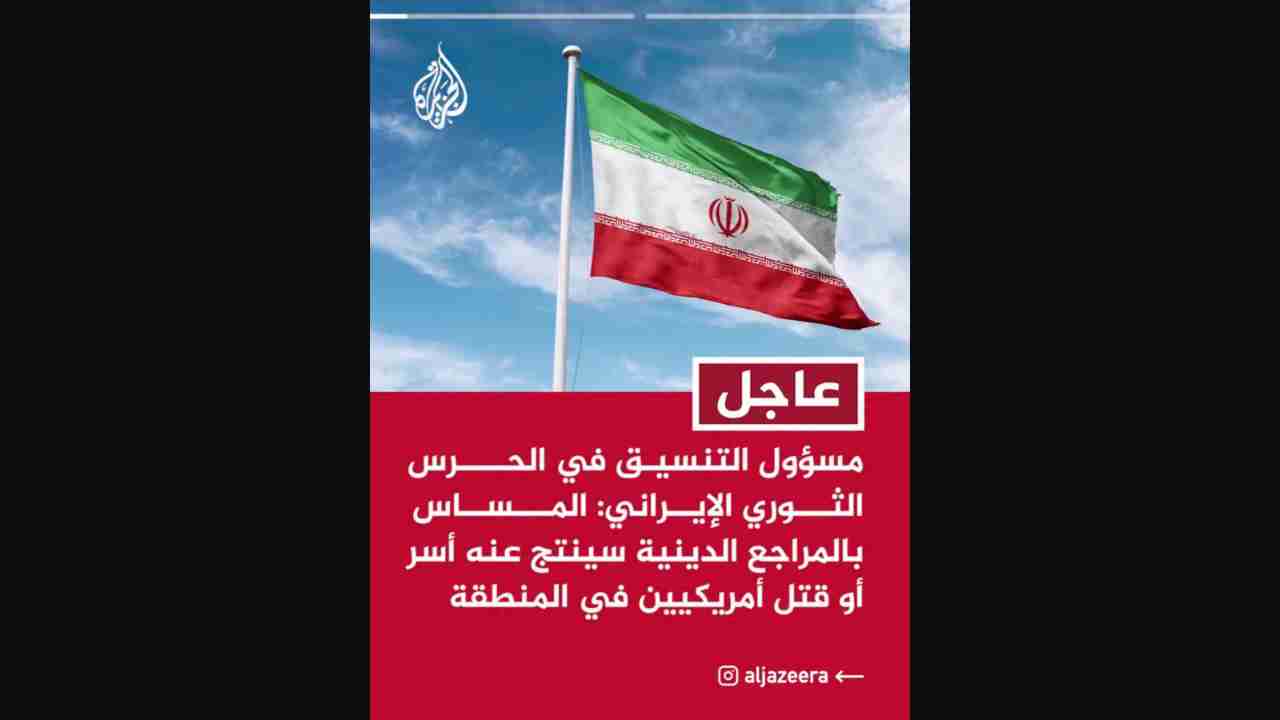 الجزيرة
عاجل
مسؤول التنسيق في الحرس
الثوري الإيراني: المساس
بالمراجع الدينية سينتج عنه أسر
أو قتل أمريكيين في المنطقة
aljazeera